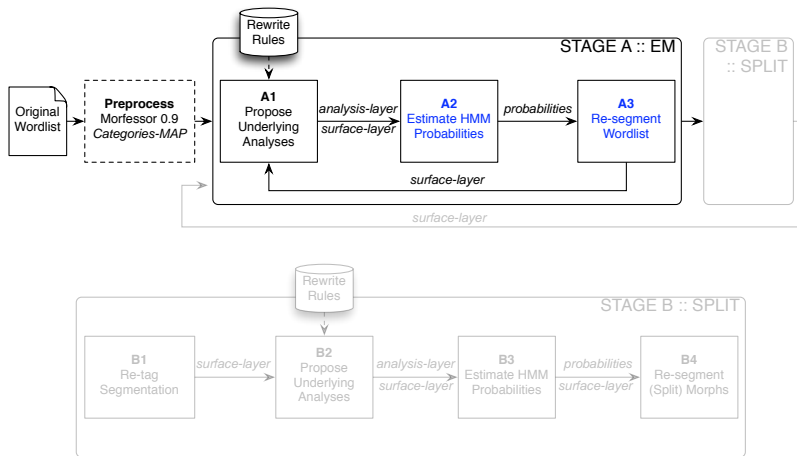 Rewrite
Rules
STAGE A :: EM
STAGE B
:: SPLIT
Original
Wordlist
Preprocess
Morfessor 0.9
Categories-MAP
A1
Propose
Underlying
Analyses
analysis-layer
surface-layer
A2
Estimate HMM
Probabilities
probabilities
A3
Re-segment
Wordlist
surface-layer
surface-layer
Rewrite
Rules
STAGE B :: SPLIT
B1
Re-tag
Segmentation
surface-layer
B2
Propose
Underlying
Analyses
analysis-layer
surface-layer
B3
Estimate HMM
Probabilities
probabilities
surface-layer
B4
Re-segment
(Split) Morphs